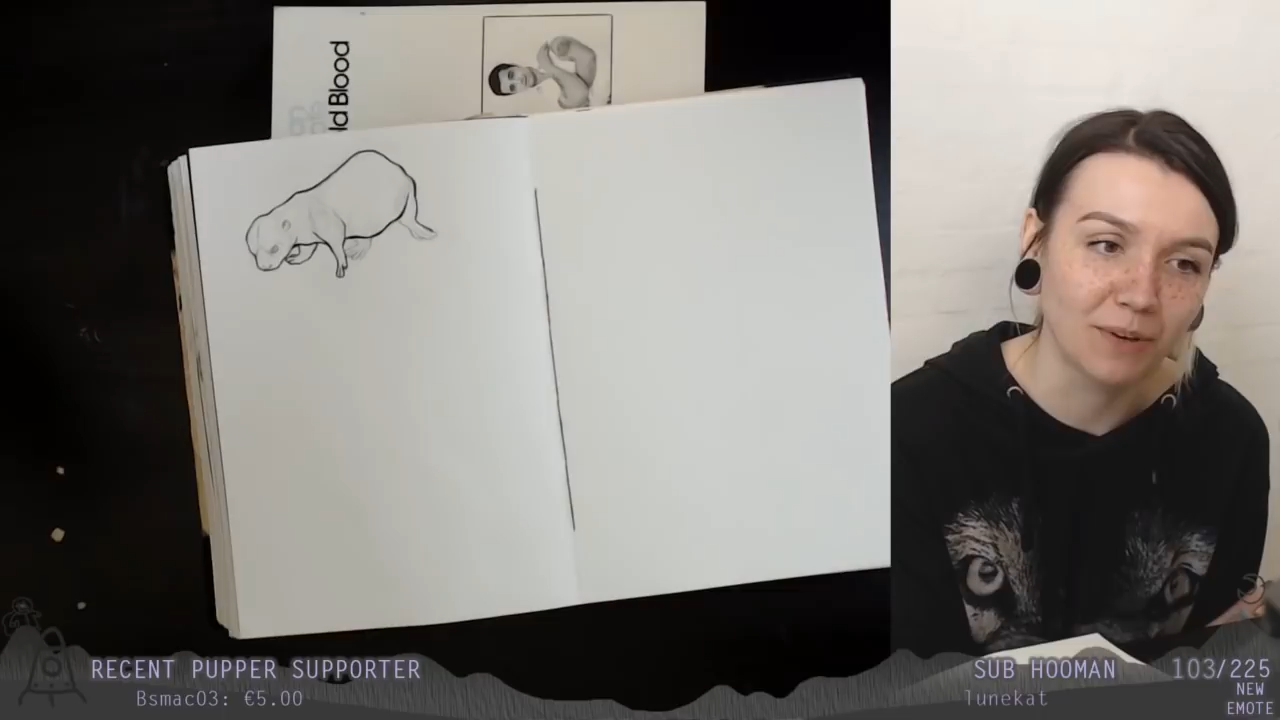 ld Blood
RECENT PUPPER SUPPORTER
Bsmac03: €5.00
SUB HOOMAN
lunekat
103/225
NEW
EMOTE